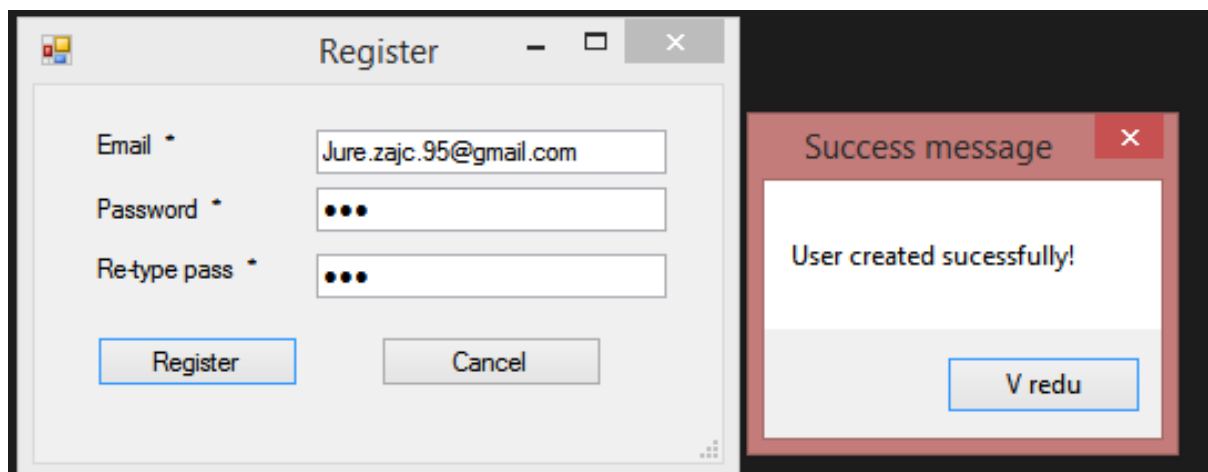 Register
Email *
Jure.zajc.95@gmail.com
Password *
●●●
Re-type pass *
●●●
Register
Cancel
Success message
User created sucessfully!
V redu